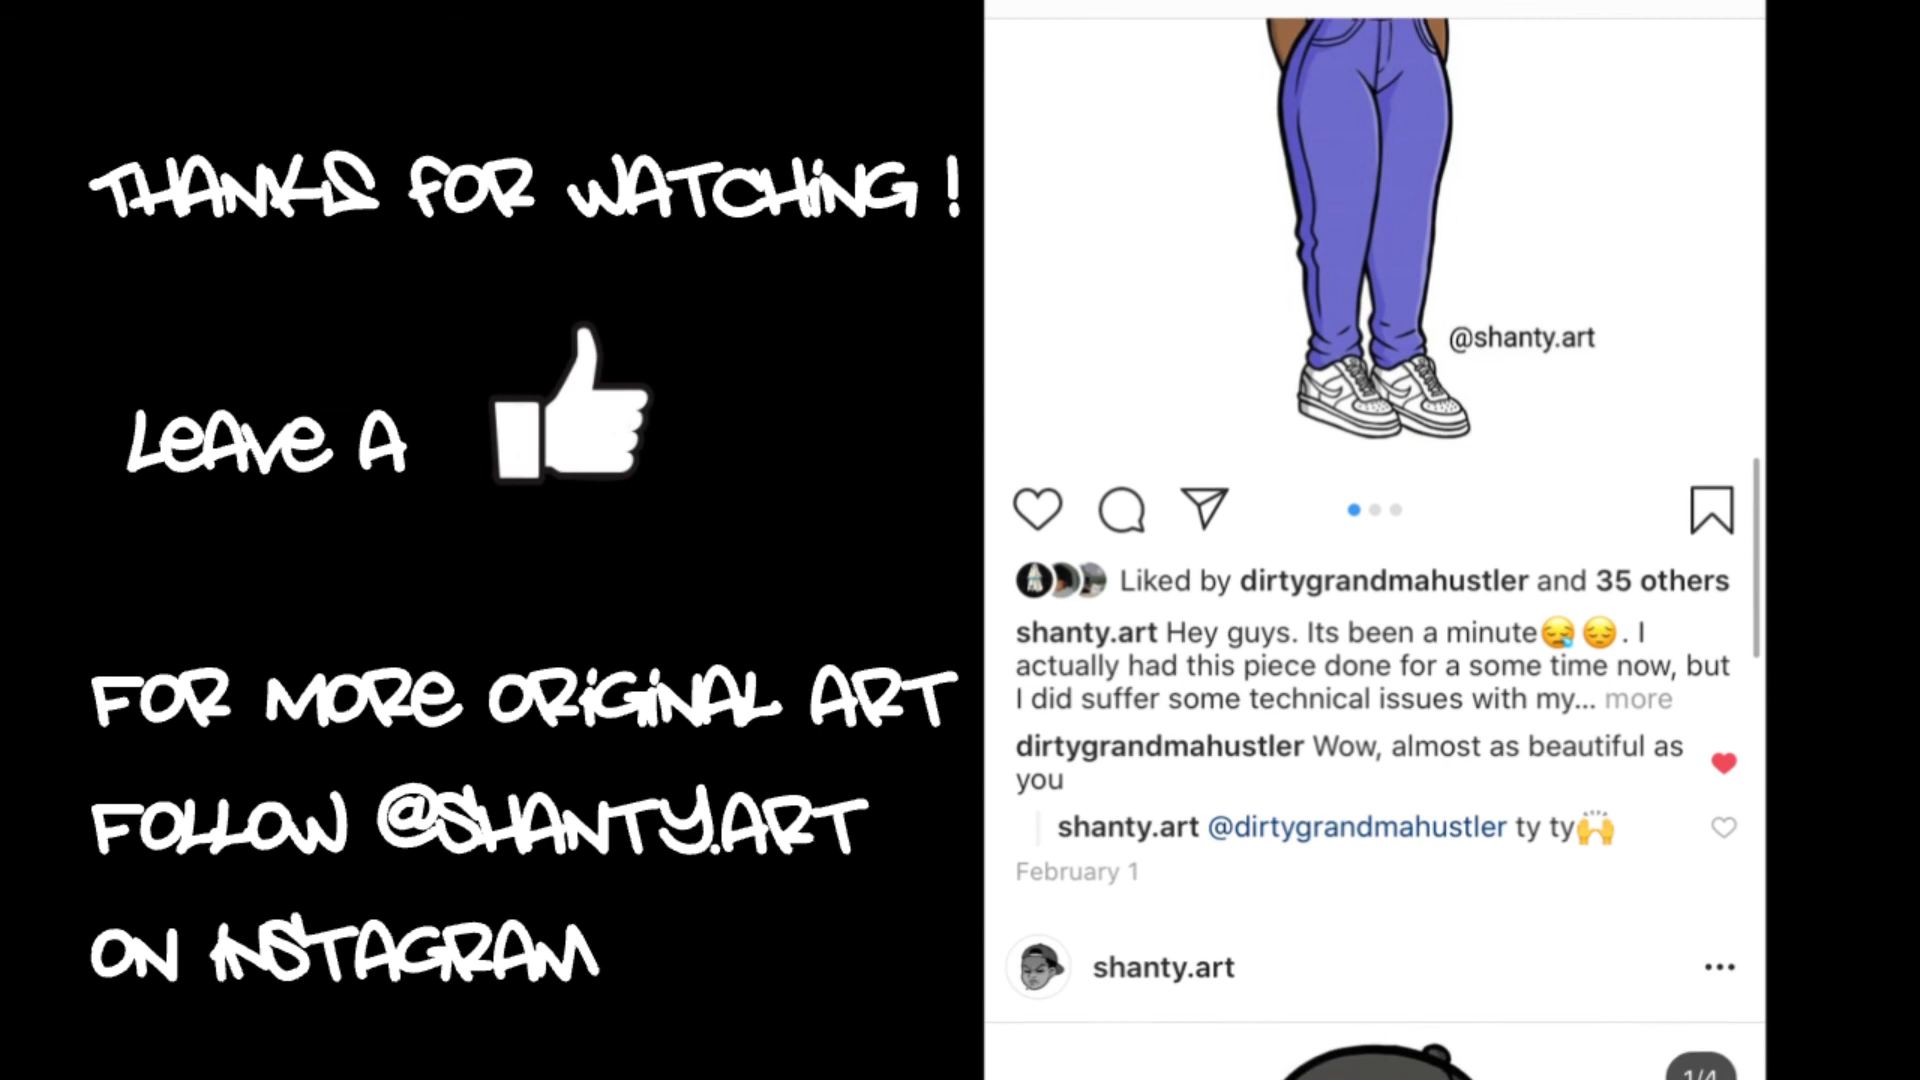 THANKS FOR WATCHING !
LEAVE A
FOR MORE ORIGINAL ART
FOLLOW @SHANTY.ART
ON INSTAGRAM
@shanty.art
Liked by dirtygrandmahustler and 35 others
shanty.art Hey guys. Its been a minute😪😔. I
actually had this piece done for a some time now, but
I did suffer some technical issues with my... more
dirtygrandmahustler Wow, almost as beautiful as
you
shanty.art @dirtygrandmahustler ty ty🙌
February 1
shanty.art
1/4